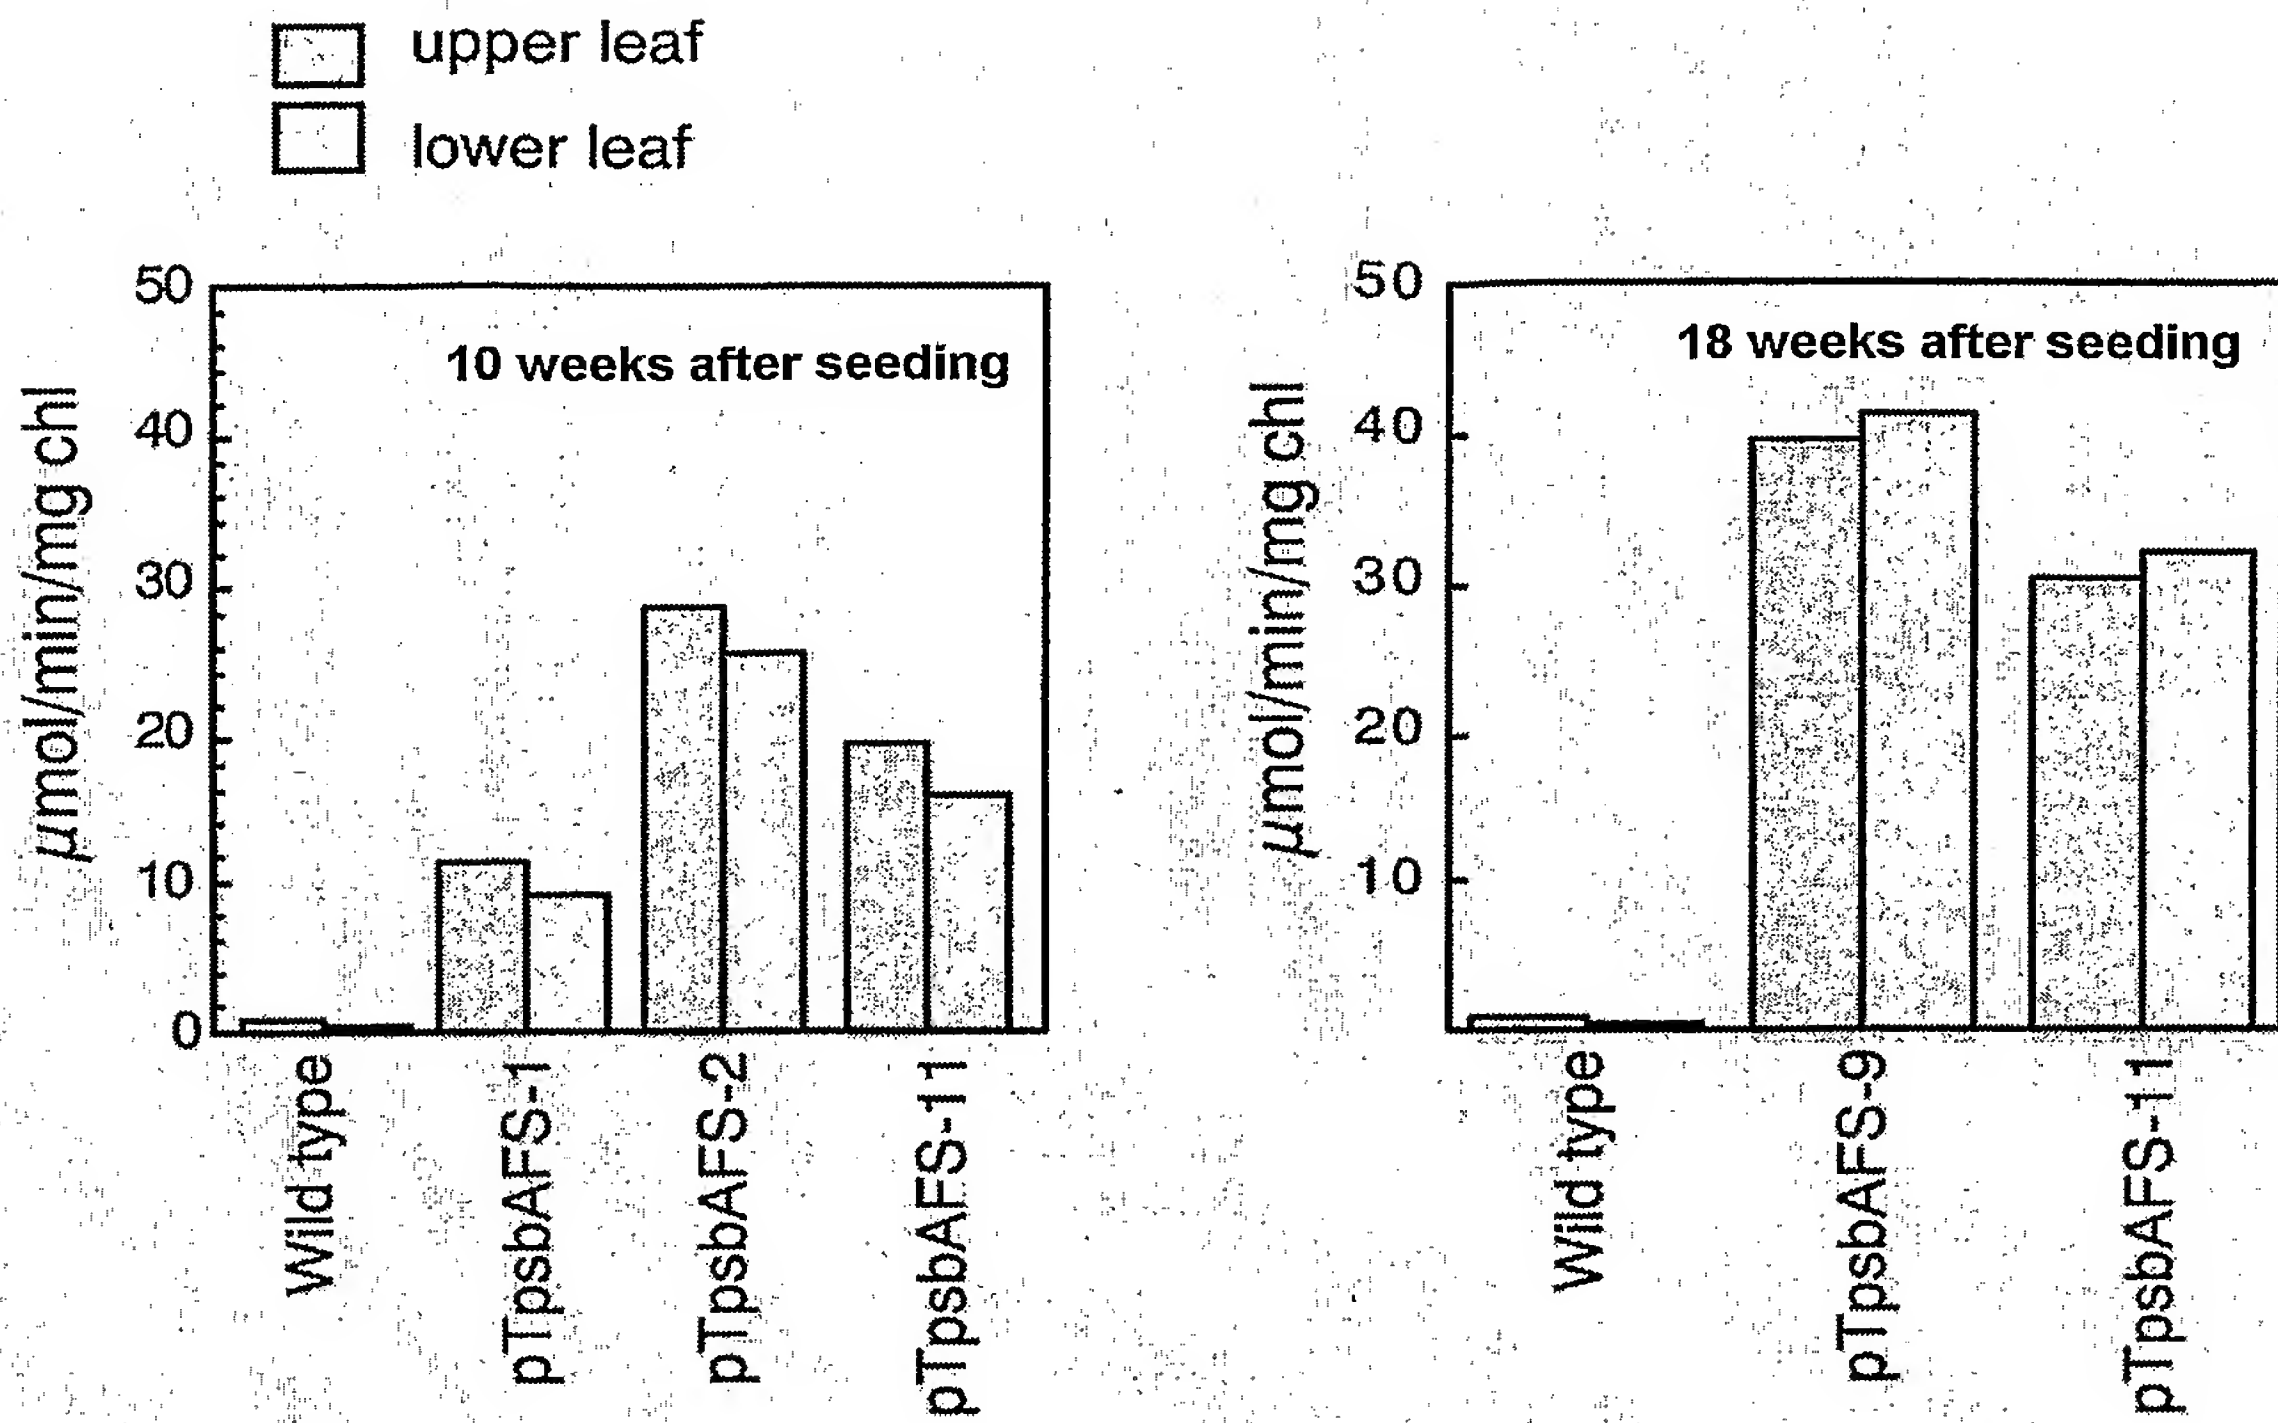 upper leaf
lower leaf
µmol/min/mg chl
50
40
30
20
10
0
10 weeks after seeding
Wild type
pTpsbAFS-1
pTpsbAFS-2
pTpsbAFS-11
µmol/min/mg chl
50
40
30
20
10
18 weeks after seeding
Wild type
pTpsbAFS-9
pTpsbAFS-11